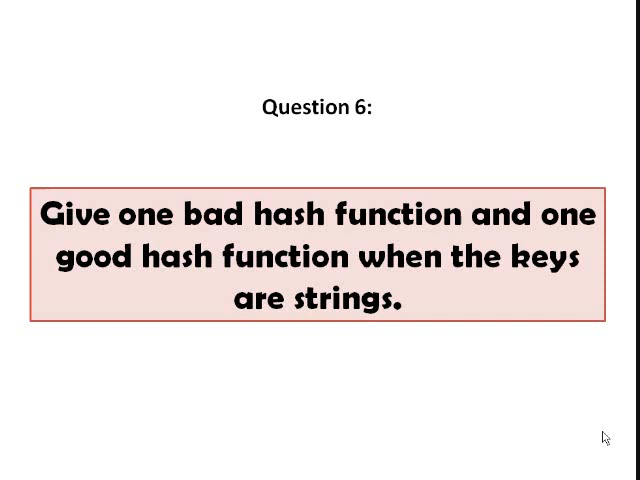 Question 6:
Give one bad hash function and one
good hash function when the keys
are strings.